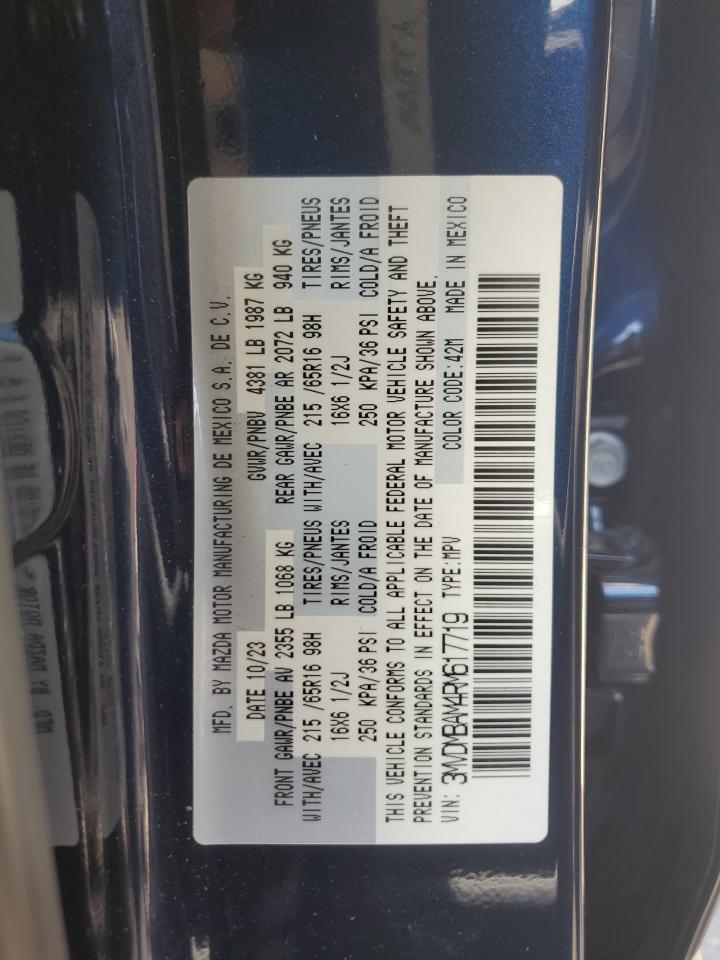 MFD. BY MAZDA MOTOR MANUFACTURING DE MEXICO S.A. DE C.V.
DATE 10/23 GVWR/PNBV 4381 LB 1987 KG
FRONT GAWR/PNBE AV 2355 LB 1068 KG REAR GAWR/PNBE AR 2072 LB 940 KG
WITH/AVEC 215 /65R16 98H TIRES/PNEUS WITH/AVEC 215 /65R16 98H TIRES/PNEUS
16X6 1/2J RIMS/JANTES 16X6 1/2J RIMS/JANTES
250 KPA/36 PSI COLD/A FROID 250 KPA/36 PSI COLD/A FROID
THIS VEHICLE CONFORMS TO ALL APPLICABLE FEDERAL MOTOR VEHICLE SAFETY AND THEFT
PREVENTION STANDARDS IN EFFECT ON THE DATE OF MANUFACTURE SHOWN ABOVE.
VIN: 3MVDMBAM4RM617719 TYPE:MPV COLOR CODE:42M MADE IN MEXICO